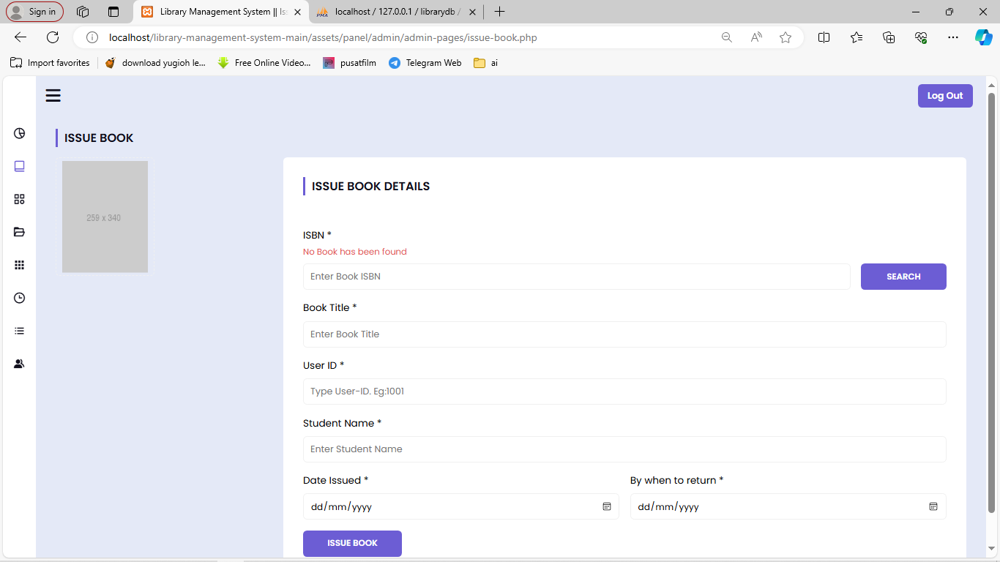 Sign in
Library Management System || Is
localhost / 127.0.0.1 / librarydb /
localhost/library-management-system-main/assets/panel/admin/admin-pages/issue-book.php
Import favorites
download yugioh le...
Free Online Video...
pusatfilm
Telegram Web
ai
Log Out
ISSUE BOOK
259 x 340
ISSUE BOOK DETAILS
ISBN *
No Book has been found
Enter Book ISBN
SEARCH
Book Title *
Enter Book Title
User ID *
Type User-ID. Eg:1001
Student Name *
Enter Student Name
Date Issued *
By when to return *
dd/mm/yyyy
dd/mm/yyyy
ISSUE BOOK